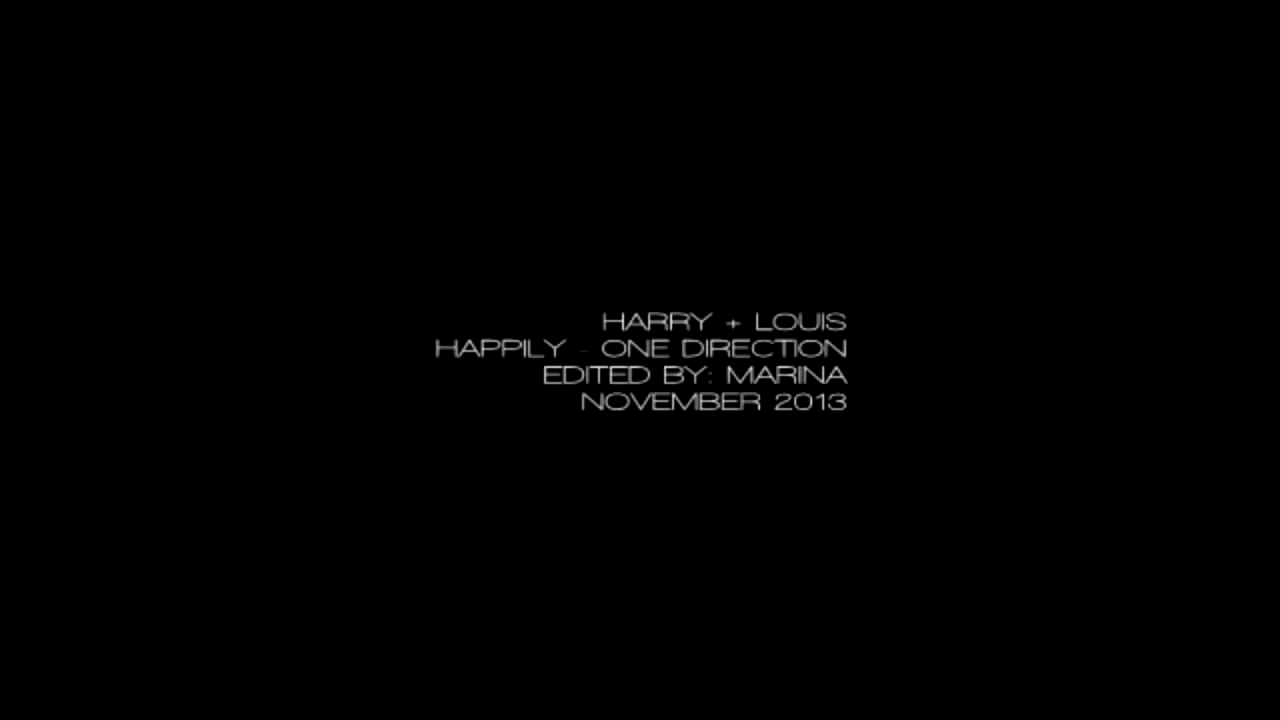 HARRY + LOUIS
HAPPILY - ONE DIRECTION
EDITED BY: MARINA
NOVEMBER 2013